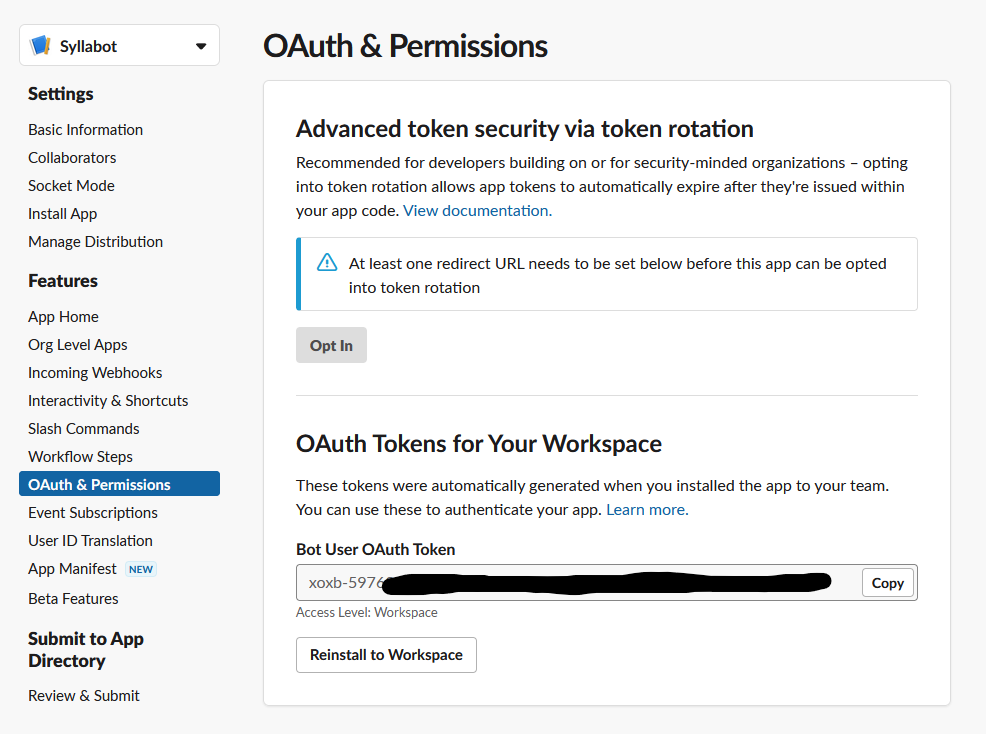 Syllabot
Settings
Basic Information
Collaborators
Socket Mode
Install App
Manage Distribution
Features
App Home
Org Level Apps
Incoming Webhooks
Interactivity & Shortcuts
Slash Commands
Workflow Steps
OAuth & Permissions
Event Subscriptions
User ID Translation
App Manifest NEW
Beta Features
Submit to App
Directory
Review & Submit
OAuth & Permissions
Advanced token security via token rotation
Recommended for developers building on or for security-minded organizations – opting
into token rotation allows app tokens to automatically expire after they're issued within
your app code. View documentation.
At least one redirect URL needs to be set below before this app can be opted
into token rotation
Opt In
OAuth Tokens for Your Workspace
These tokens were automatically generated when you installed the app to your team.
You can use these to authenticate your app. Learn more.
Bot User OAuth Token
xoxb-5976
Copy
Access Level: Workspace
Reinstall to Workspace